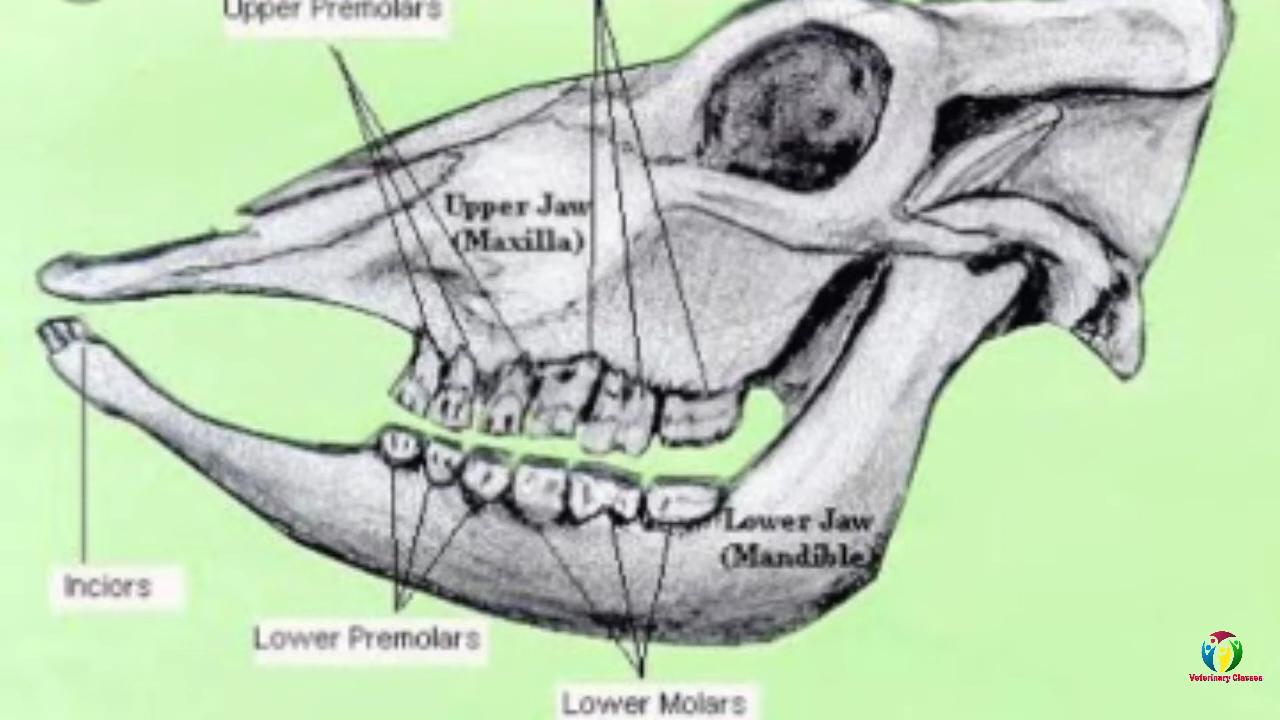 Upper Premolars
Upper Jaw
(Maxilla)
Lower Jaw
(Mandible)
Inciors
Lower Premolars
Lower Molars
Veterinary Classes